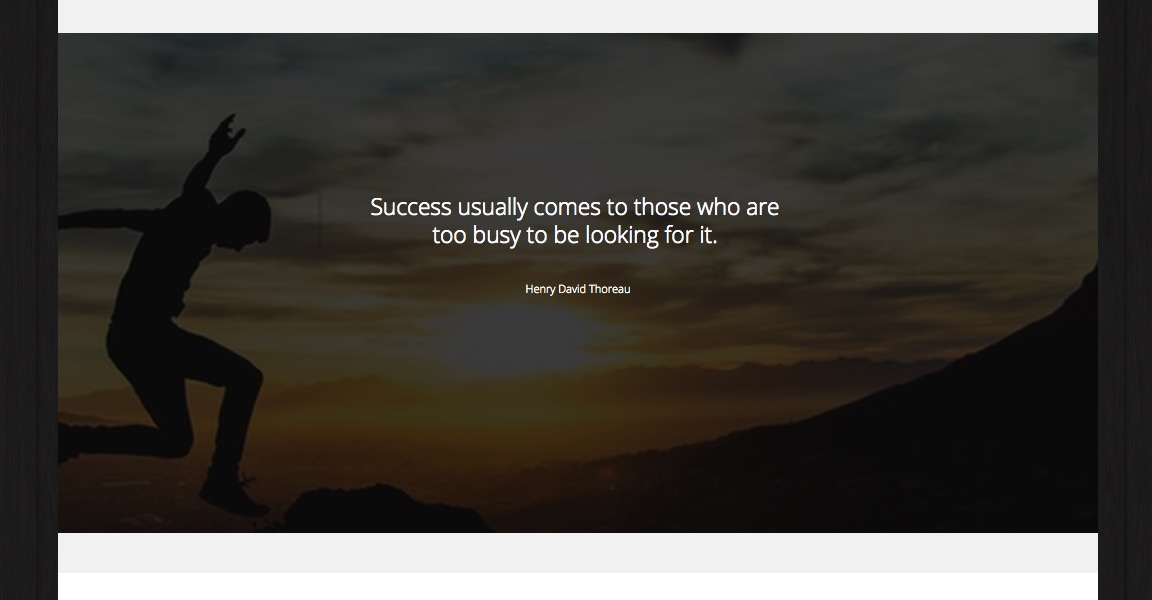 Success usually comes to those who are
too busy to be looking for it.
Henry David Thoreau